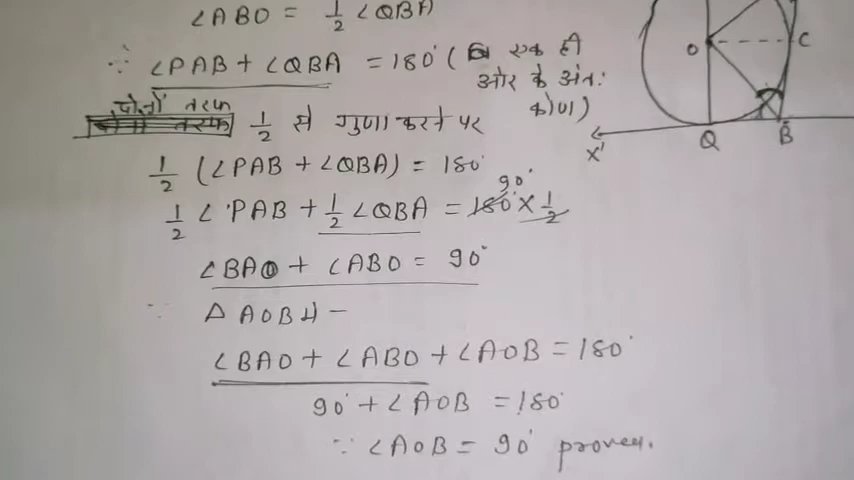 ∠ABO = 1/2 ∠QBA
∵ ∠PAB + ∠QBA = 180° ( एक ही
ओर के अंतः
कोण)
दोनों तरफ
1/2 से गुणा करने पर
1/2 (∠PAB + ∠QBA) = 180°
90°
1/2 ∠PAB + 1/2 ∠QBA = 180° × 1/2
∠BAO + ∠ABO = 90°
∵
△AOB में -
∠BAO + ∠ABO + ∠AOB = 180°
90° + ∠AOB = 180°
∵ ∠AOB = 90° proved.
O
C
X'
Q
B